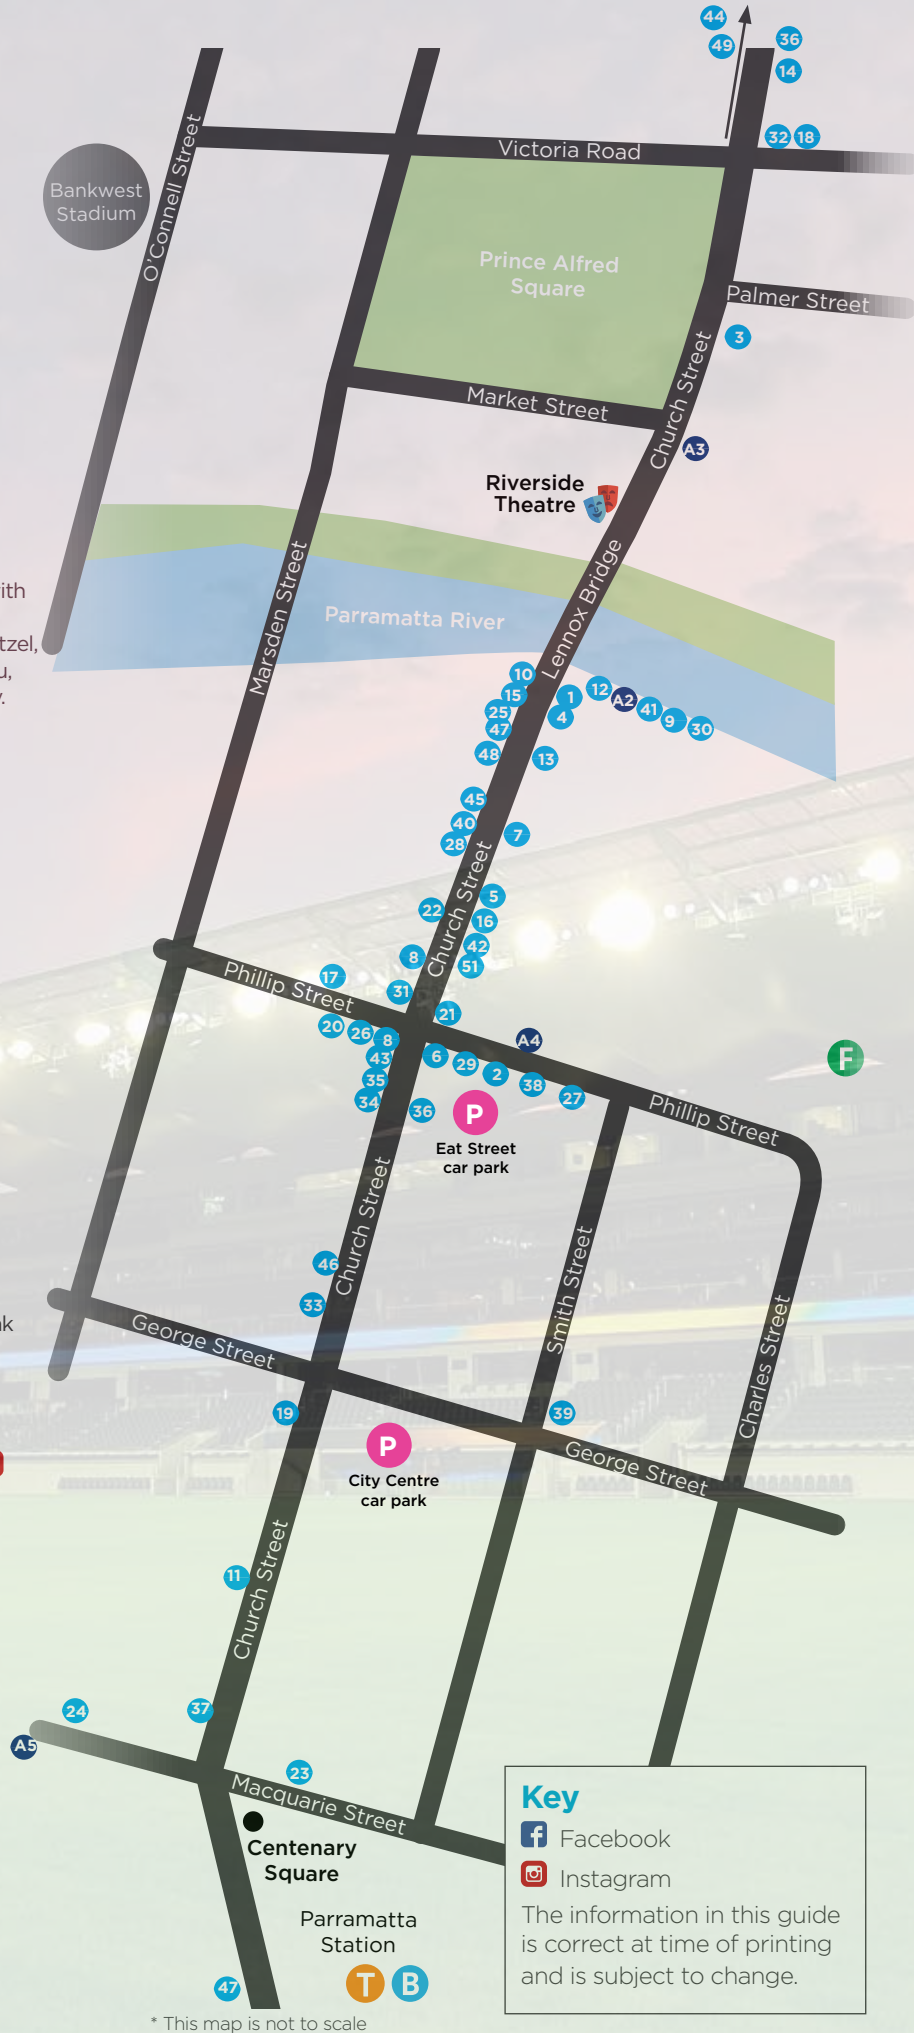 44
49
36
14
32
18
Victoria Road
Bankwest
Stadium
O'Connell Street
Prince Alfred
Square
Palmer Street
3
Church Street
Market Street
A3
Riverside
Theatre
Lennox Bridge
Marsden Street
Parramatta River
ith
tzel,
u,
10
15
25
47
48
1
4
12
A2
41
9
30
13
45
40
28
7
Church Street
22
5
16
42
51
8
31
17
Phillip Street
21
20
26
8
43
35
34
6
29
2
38
27
A4
F
36
P
Eat Street
car park
Phillip Street
Church Street
46
33
Smith Street
Charles Street
nk
George Street
19
39
P
City Centre
car park
George Street
Church Street
11
24
37
A5
23
Macquarie Street
Centenary
Square
Parramatta
Station
T
B
47
* This map is not to scale
Key
Facebook
Instagram
The information in this guide
is correct at time of printing
and is subject to change.